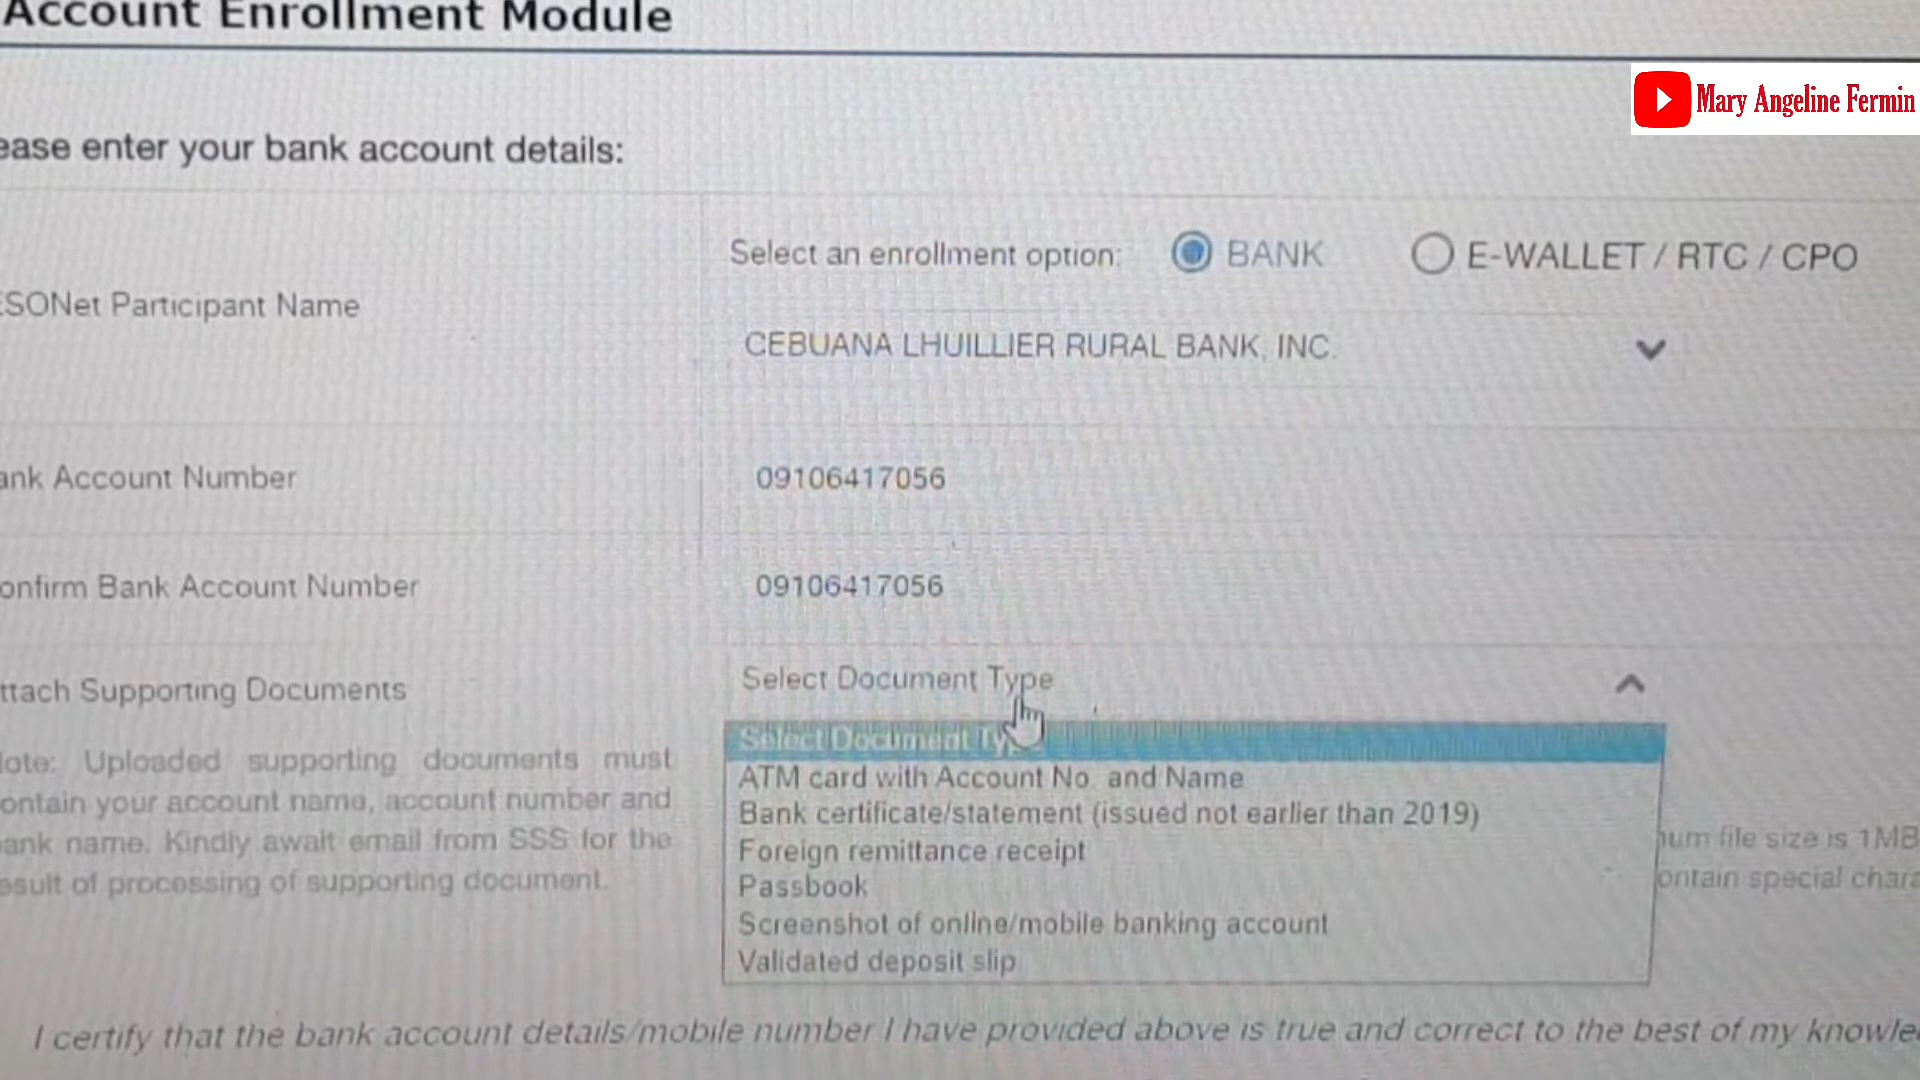 Account Enrollment Module
Mary Angeline Fermin
ease enter your bank account details:
Select an enrollment option: BANK E-WALLET / RTC / CPO
ESONet Participant Name
CEBUANA LHUILLIER RURAL BANK, INC.
ank Account Number 09106417056
onfirm Bank Account Number 09106417056
ttach Supporting Documents
Select Document Type
Select Document Type
ote: Uploaded supporting documents must
ontain your account name, account number and
ank name. Kindly await email from SSS for the
esult of processing of supporting document.
ATM card with Account No. and Name
Bank certificate/statement (issued not earlier than 2019)
Foreign remittance receipt
Passbook
Screenshot of online/mobile banking account
Validated deposit slip
num file size is 1MB
ontain special chara
I certify that the bank account details/mobile number I have provided above is true and correct to the best of my knowle